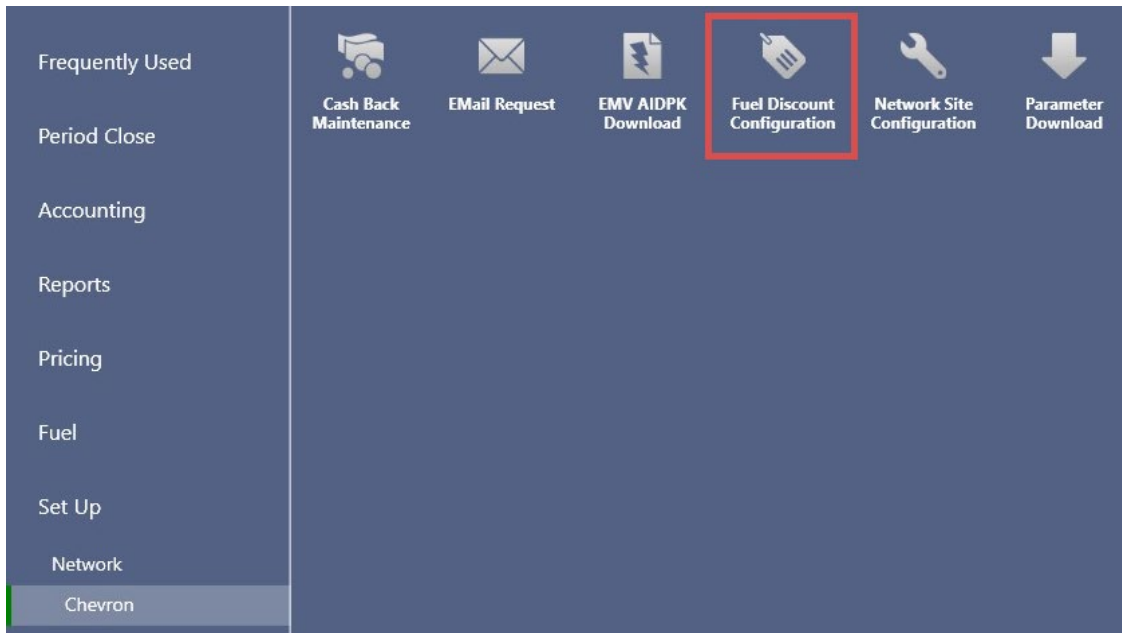 Frequently Used
Period Close
Accounting
Reports
Pricing
Fuel
Set Up
Network
Chevron
Cash Back
Maintenance
EMail Request
EMV AIDPK
Download
Fuel Discount
Configuration
Network Site
Configuration
Parameter
Download